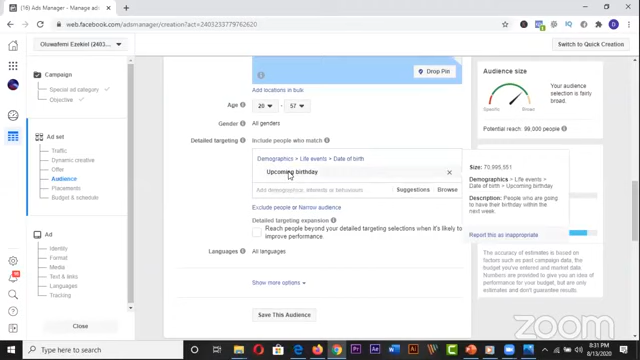 (16) Ads Manager - Manage ads
web.facebook.com/adsmanager/creation?act=2403233779762620
Oluwafemi Ezekiel (24032...
Switch to Quick Creation
Campaign
Special ad category
Objective
Ad set
Traffic
Dynamic creative
Offer
Audience
Placements
Budget & schedule
Ad
Identity
Format
Media
Text & links
Languages
Tracking
Close
Drop Pin
Add locations in bulk
Age
20
57
Gender
All genders
Detailed targeting
Include people who match
Demographics > Life events > Date of birth
Upcoming birthday
Add demographics, interests or behaviours
Suggestions
Browse
Exclude people or Narrow audience
Detailed targeting expansion
Reach people beyond your detailed targeting selections when it's likely to
improve performance.
Languages
All languages
Show more options
Save This Audience
Audience size
Your audience
selection is fairly
broad.
Specific
Broad
Potential reach: 99,000 people
Size: 70,995,551
Demographics > Life events >
Date of birth > Upcoming birthday
Description: People who are going
to have their birthday within the
next week.
Report this as inappropriate
The accuracy of estimates is based on
factors such as past campaign data, the
budget you've entered and market data.
Numbers are provided to give you an idea of
performance for your budget, but are only
estimates and don't guarantee results.
Type here to search
8:31 PM
8/13/2020
zoom